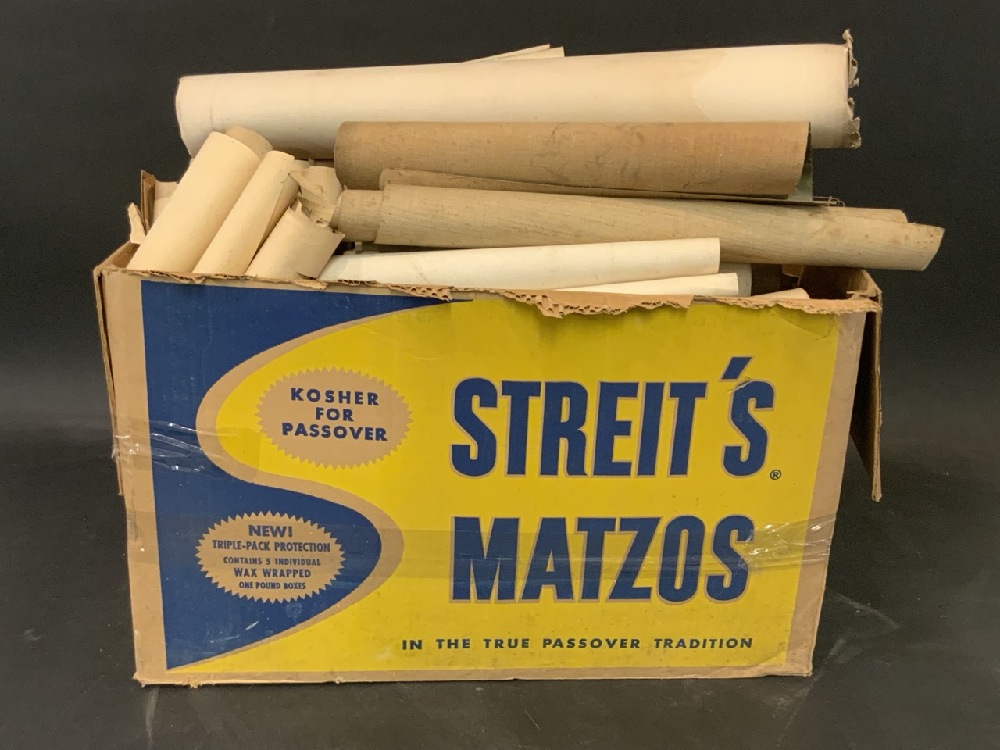 KOSHER
FOR
PASSOVER
STREIT'S®
MATZOS
NEW!
TRIPLE-PACK PROTECTION
CONTAINS 5 INDIVIDUAL
WAX WRAPPED
ONE POUND BOXES
IN THE TRUE PASSOVER TRADITION